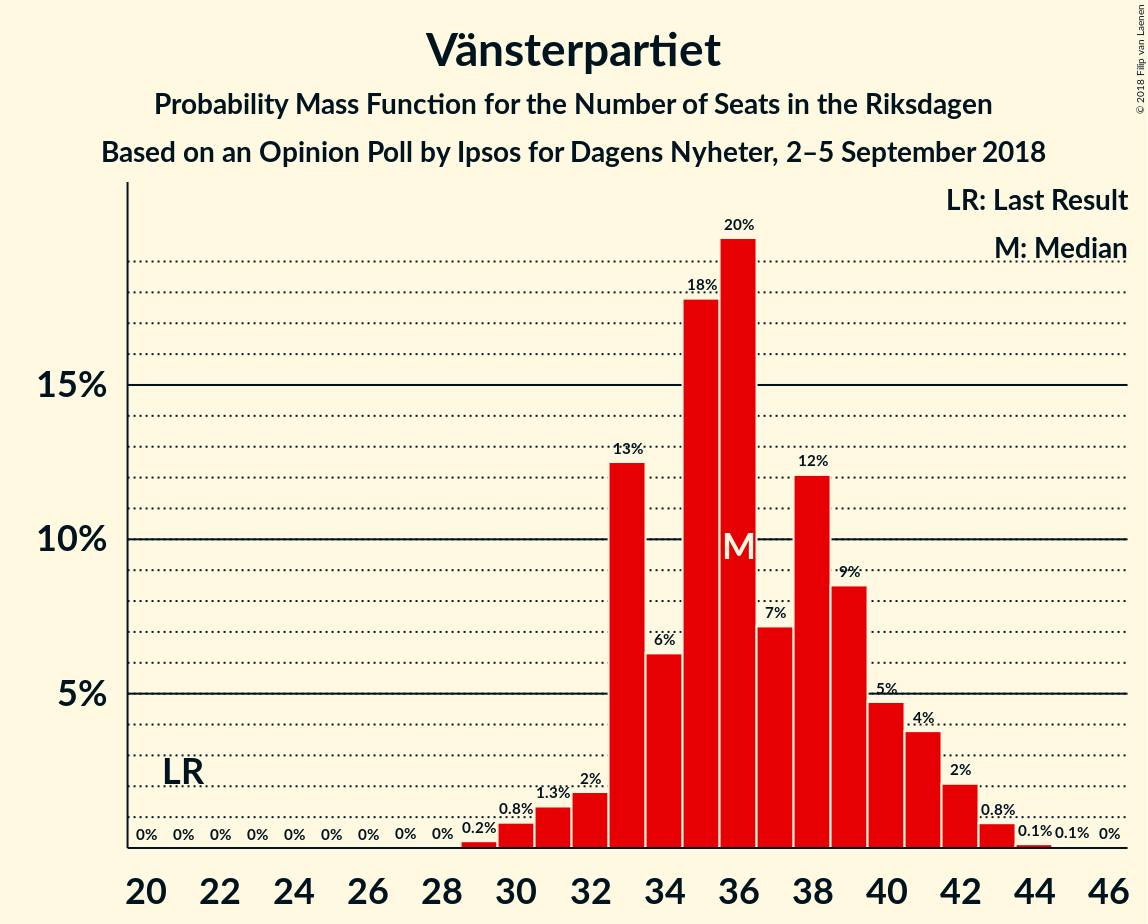 Vänsterpartiet
Probability Mass Function for the Number of Seats in the Riksdagen
Based on an Opinion Poll by Ipsos for Dagens Nyheter, 2–5 September 2018
© 2018 Filip van Laenen
LR: Last Result
M: Median
15%
10%
5%
0% 0% 0% 0% 0% 0% 0% 0% 0% 0.2% 0.8% 1.3% 2% 13% 6% 18% 20% 7% 12% 9% 5% 4% 2% 0.8% 0.1% 0.1% 0%
LR
M
20 22 24 26 28 30 32 34 36 38 40 42 44 46